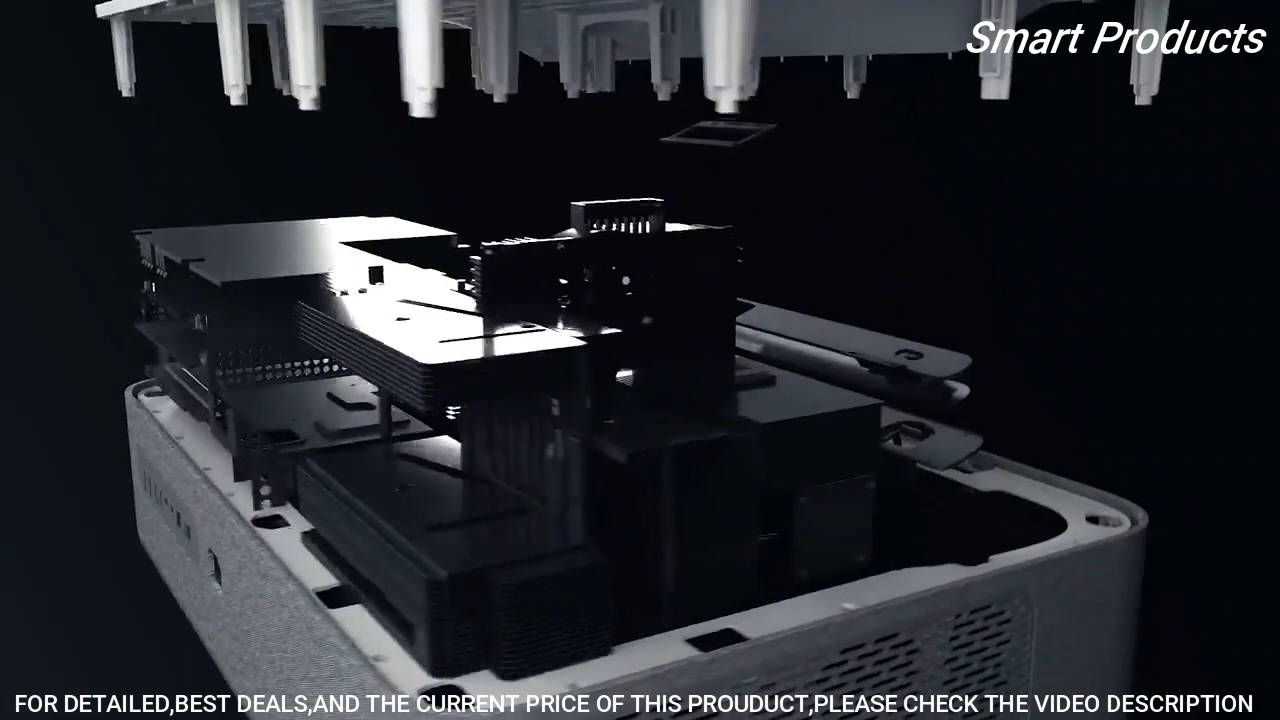 Smart Products
FOR DETAILED,BEST DEALS,AND THE CURRENT PRICE OF THIS PROUDUCT,PLEASE CHECK THE VIDEO DESCRIPTION